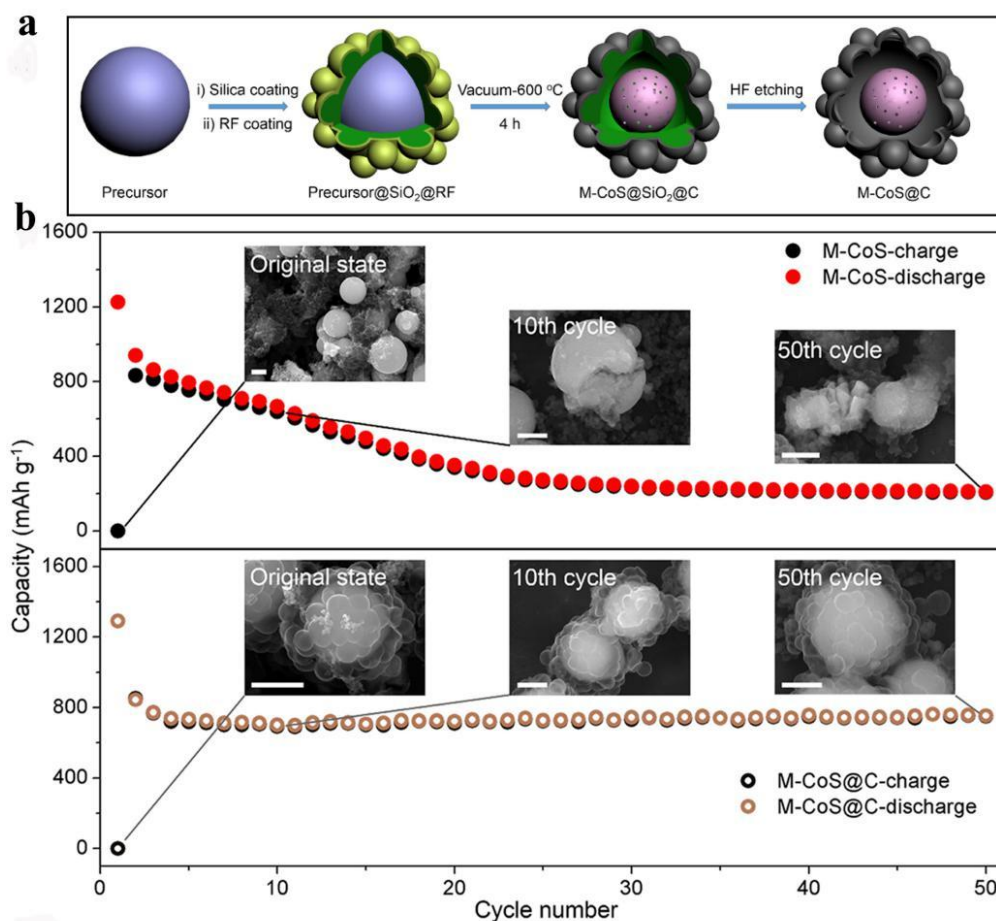 a
i) Silica coating
ii) RF coating
Vacuum-600 °C
4 h
HF etching
Precursor
Precursor@SiO₂@RF
M-CoS@SiO₂@C
M-CoS@C
b
Capacity (mAh g⁻¹)
1600
1200
800
400
0
Original state
10th cycle
50th cycle
M-CoS-charge
M-CoS-discharge
1600
1200
800
400
0
Original state
10th cycle
50th cycle
M-CoS@C-charge
M-CoS@C-discharge
0 10 20 30 40 50
Cycle number